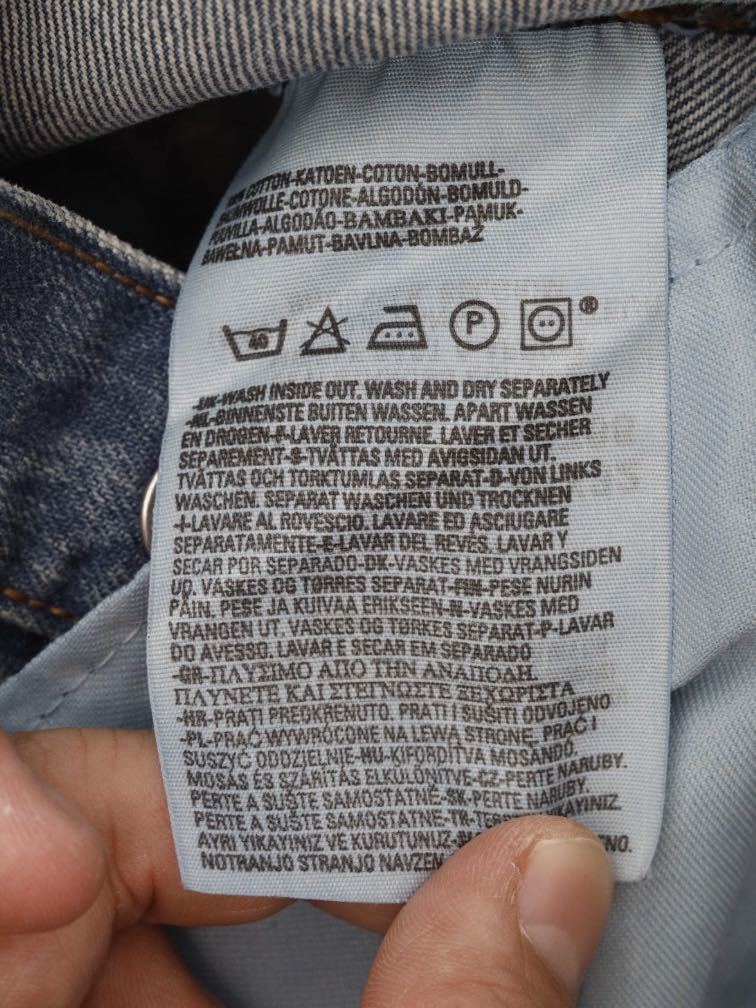 100% COTTON-KATOEN-COTON-BOMULL-
BAUMWOLLE-COTONE-ALGODÓN-BOMULD-
PUUVILLA-ALGODÃO-BAMBAKI-PAMUK-
BAWEŁNA-PAMUT-BAVLNA-BOMBAŽ
40 P ®
-UK-WASH INSIDE OUT. WASH AND DRY SEPARATELY
-NL-BINNENSTE BUITEN WASSEN. APART WASSEN
EN DROGEN-F-LAVER RETOURNE. LAVER ET SECHER
SEPAREMENT-S-TVÄTTAS MED AVIGSIDAN UT.
TVÄTTAS OCH TORKTUMLAS SEPARAT-D-VON LINKS
WASCHEN. SEPARAT WASCHEN UND TROCKNEN
-I-LAVARE AL ROVESCIO. LAVARE ED ASCIUGARE
SEPARATAMENTE-E-LAVAR DEL REVÉS. LAVAR Y
SECAR POR SEPARADO-DK-VASKES MED VRANGSIDEN
UD. VASKES OG TØRRES SEPARAT-FIN-PESE NURIN
PÄIN. PESE JA KUIVAA ERIKSEEN-N-VASKES MED
VRANGEN UT. VASKES OG TØRKES SEPARAT-P-LAVAR
DO AVESSO. LAVAR E SECAR EM SEPARADO
-GR-ΠΛΥΣΙΜΟ ΑΠΟ ΤΗΝ ΑΝΑΠΟΔΗ.
ΠΛΥΝΕΤΕ ΚΑΙ ΣΤΕΓΝΩΣΤΕ ΞΕΧΩΡΙΣΤΑ
-HR-PRATI PREOKRENUTO. PRATI I SUŠITI ODVOJENO
-PL-PRAĆ WYWRÓCONE NA LEWĄ STRONĘ. PRAĆ I
SUSZYĆ ODDZIELNIE-HU-KIFORDÍTVA MOSANDÓ.
MOSÁS ÉS SZÁRÍTÁS ELKÜLÖNÍTVE-CZ-PERTE NARUBY.
PERTE A SUŠTE SAMOSTATNĚ-SK-PERTE NARUBY.
PERTE A SUŠTE SAMOSTATNE-TR- YIKAYINIZ.
AYRI YIKAYINIZ VE KURUTUNUZ-
NOTRANJO STRANJO NAVZEN